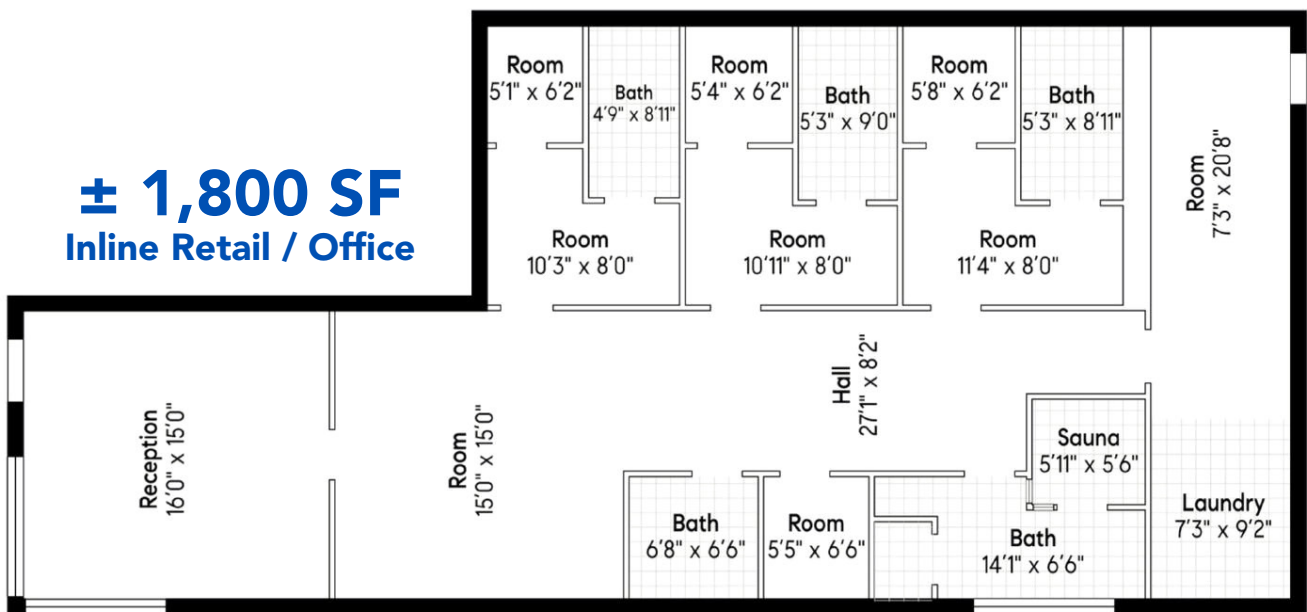 ± 1,800 SF
Inline Retail / Office
Room
5'1" x 6'2"
Bath
4'9" x 8'11"
Room
5'4" x 6'2"
Bath
5'3" x 9'0"
Room
5'8" x 6'2"
Bath
5'3" x 8'11"
Room
7'3" x 20'8"
Room
10'3" x 8'0"
Room
10'11" x 8'0"
Room
11'4" x 8'0"
Reception
16'0" x 15'0"
Room
15'0" x 15'0"
Hall
27'1" x 8'2"
Sauna
5'11" x 5'6"
Bath
6'8" x 6'6"
Room
5'5" x 6'6"
Bath
14'1" x 6'6"
Laundry
7'3" x 9'2"